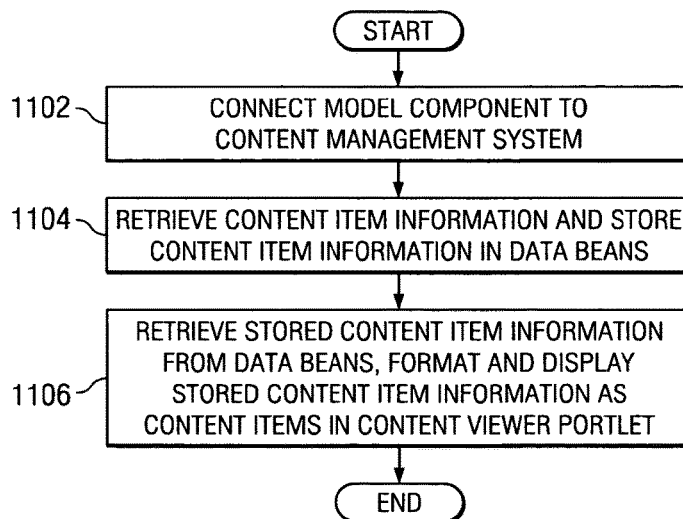 START
1102
CONNECT MODEL COMPONENT TO
CONTENT MANAGEMENT SYSTEM
1104
RETRIEVE CONTENT ITEM INFORMATION AND STORE
CONTENT ITEM INFORMATION IN DATA BEANS
1106
RETRIEVE STORED CONTENT ITEM INFORMATION
FROM DATA BEANS, FORMAT AND DISPLAY
STORED CONTENT ITEM INFORMATION AS
CONTENT ITEMS IN CONTENT VIEWER PORTLET
END